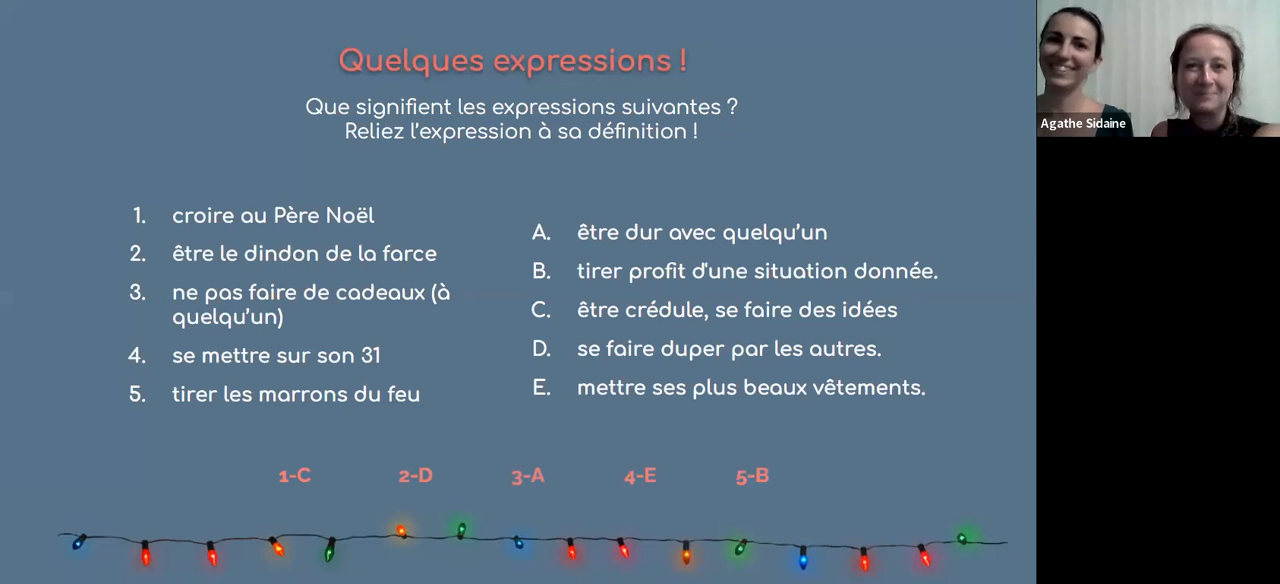 Quelques expressions !
Que signifient les expressions suivantes ?
Reliez l'expression à sa définition !
1. croire au Père Noël
2. être le dindon de la farce
3. ne pas faire de cadeaux (à
quelqu'un)
4. se mettre sur son 31
5. tirer les marrons du feu
A. être dur avec quelqu'un
B. tirer profit d'une situation donnée.
C. être crédule, se faire des idées
D. se faire duper par les autres.
E. mettre ses plus beaux vêtements.
1-C 2-D 3-A 4-E 5-B
Agathe Sidaine